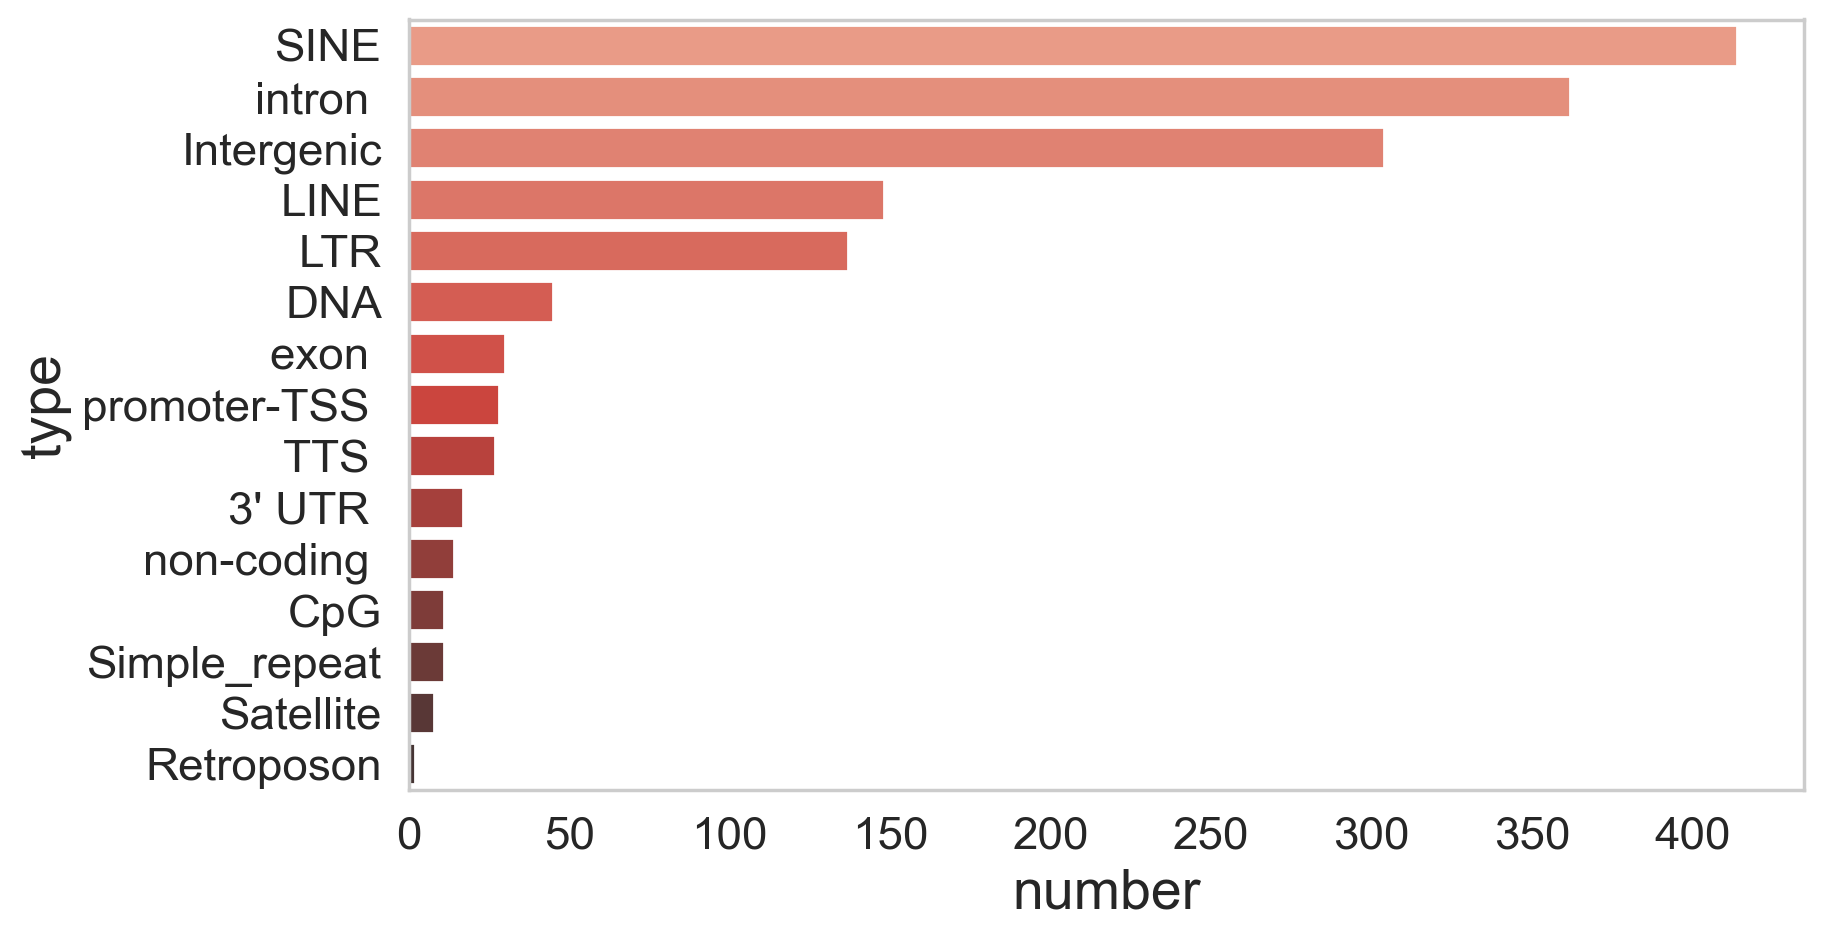 SINE
intron
Intergenic
LINE
LTR
DNA
exon
promoter-TSS
TTS
3' UTR
non-coding
CpG
Simple_repeat
Satellite
Retroposon
type
0 50 100 150 200 250 300 350 400
number